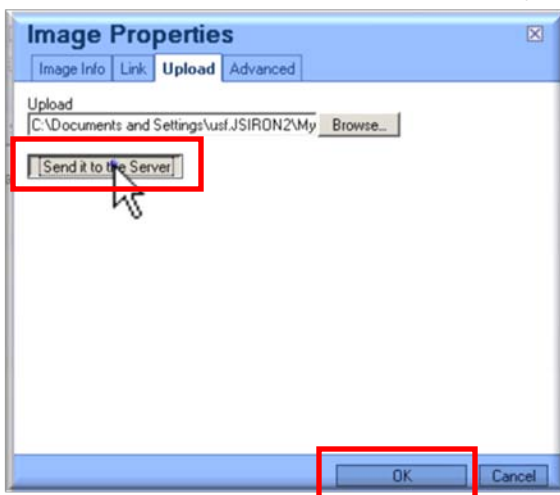 Image Properties
Image Info Link Upload Advanced
Upload
C:\Documents and Settings\usf.JSIRON2\My Browse...
Send it to the Server
OK Cancel